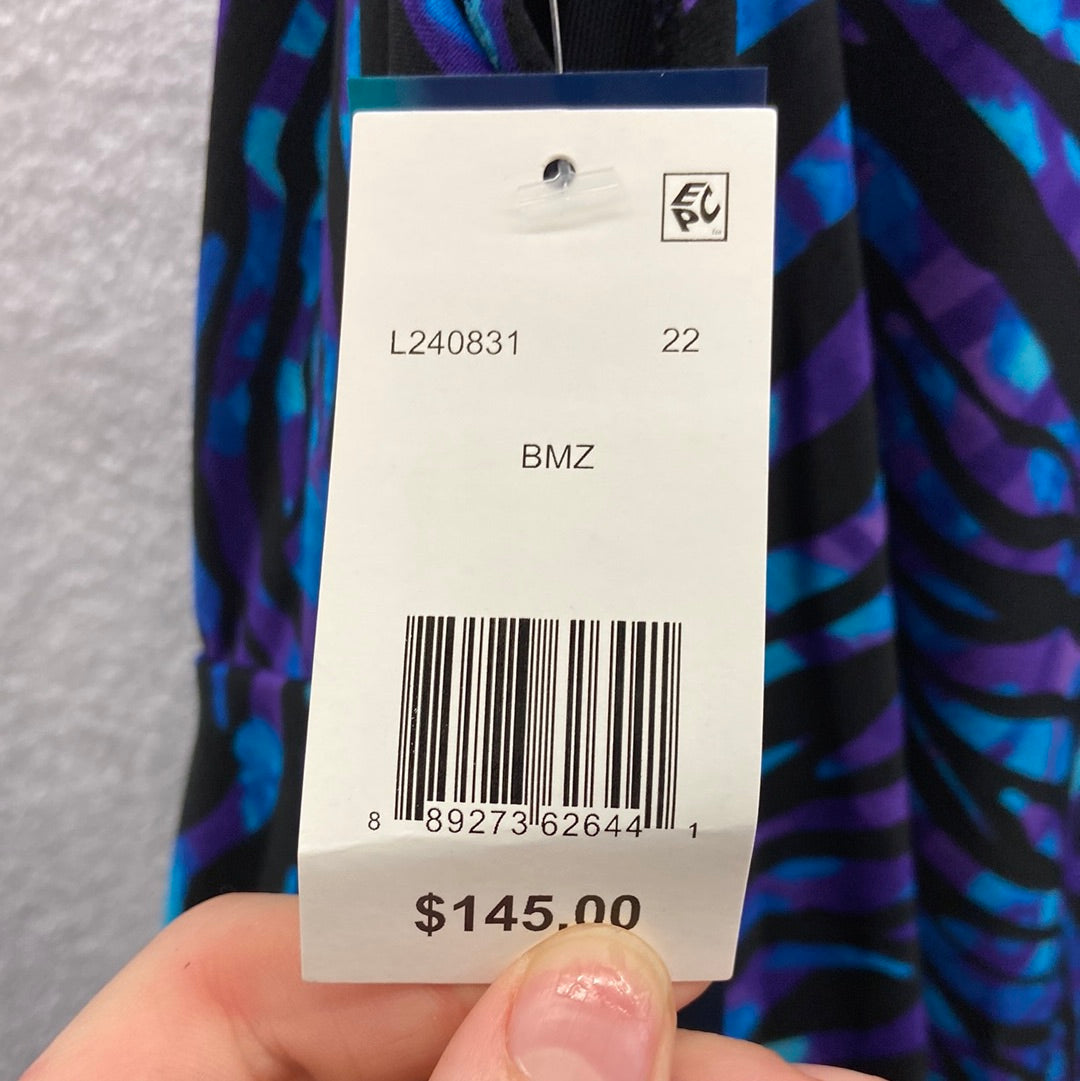 EPC
L240831 22
BMZ
8 89273 62644 1
$145.00